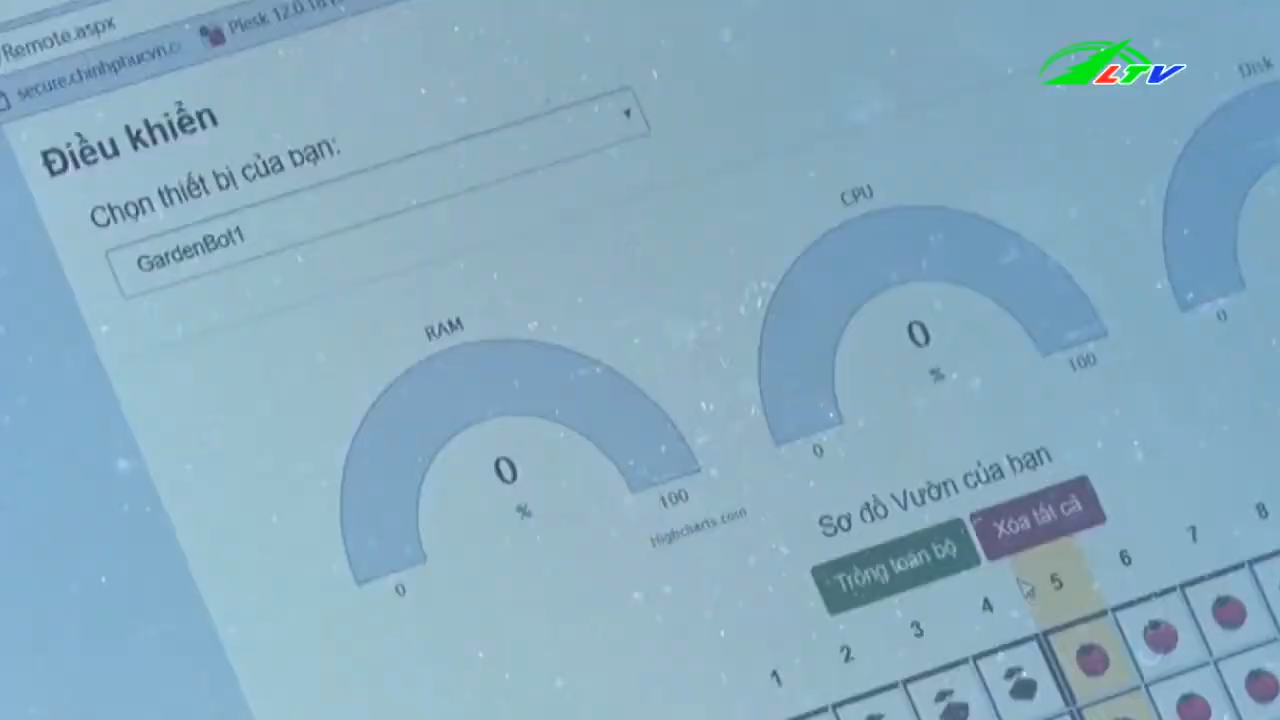 /Remote.aspx
secure.chinhphucvn.c
Plesk 12.0.18
LTV
Điều khiển
Chọn thiết bị của bạn:
GardenBot1
RAM
0
%
0
100
Highcharts.com
CPU
0
%
0
100
Disk
0
Sơ đồ Vườn của bạn
Trồng toàn bộ
Xóa tất cả
1 2 3 4 5 6 7 8